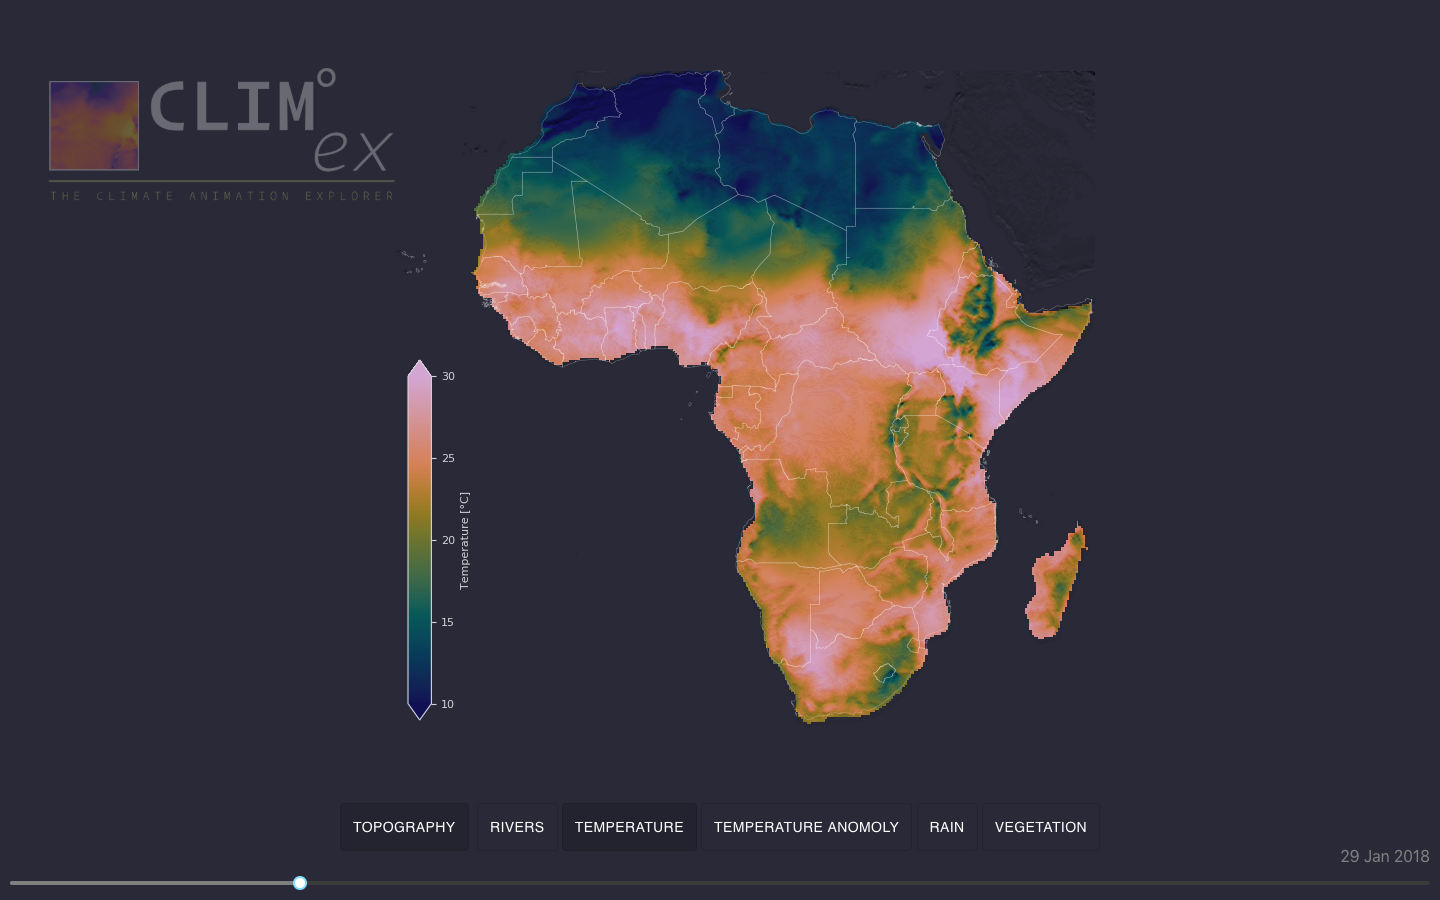 CLIM°
ex
THE CLIMATE ANIMATION EXPLORER
30
25
20
15
10
Temperature [°C]
TOPOGRAPHY RIVERS TEMPERATURE TEMPERATURE ANOMOLY RAIN VEGETATION
29 Jan 2018